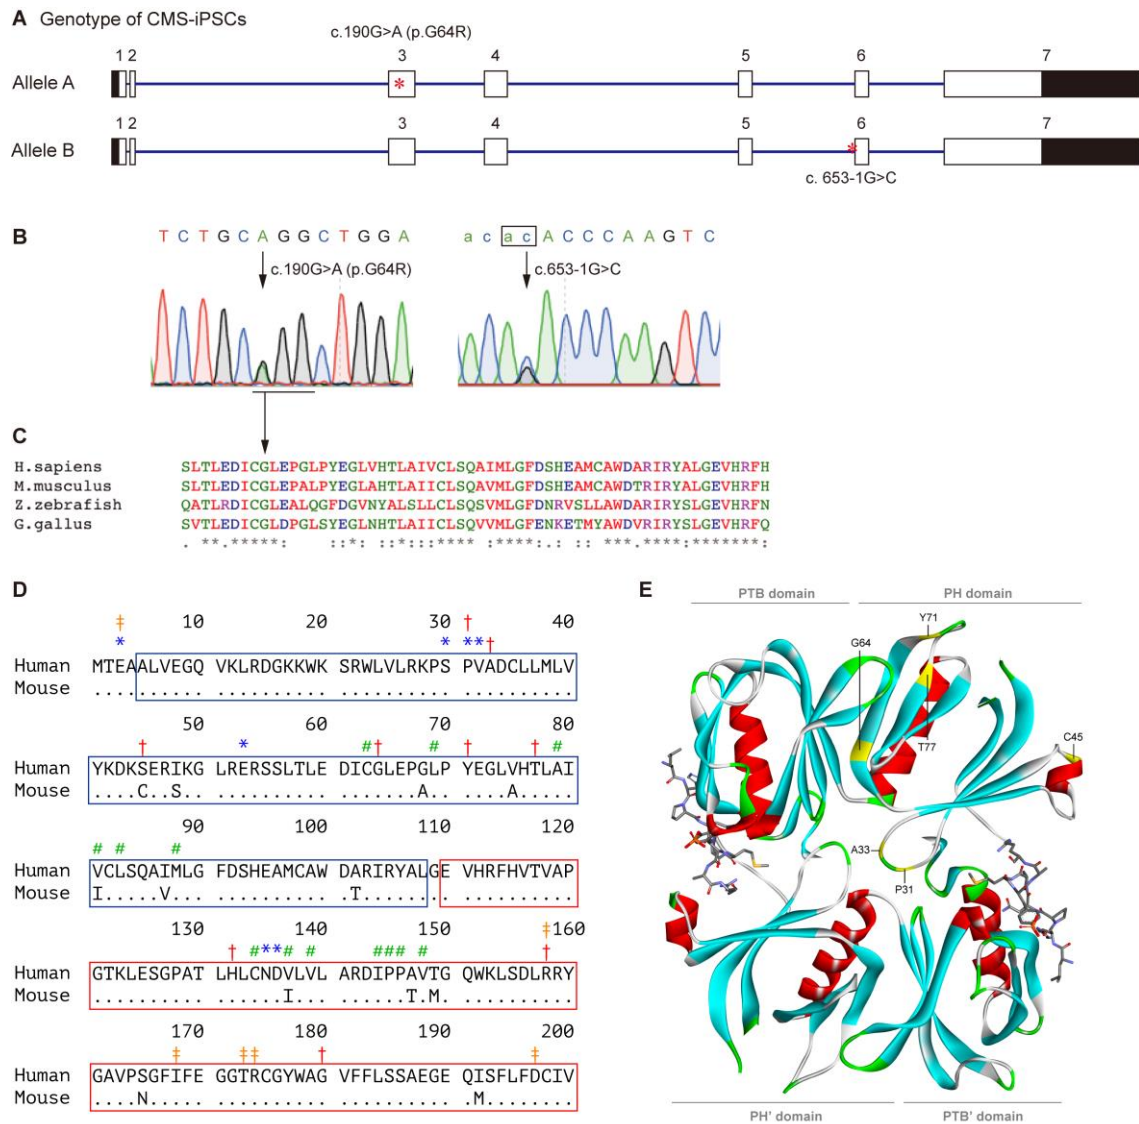 A Genotype of CMS-iPSCs
c.190G>A (p.G64R)
1 2 3 4 5 6 7
Allele A *
1 2 3 4 5 6 7
Allele B *
c. 653-1G>C
B
T C T G C A G G C T G G A
a c a c A C C C A A G T C
c.190G>A (p.G64R)
c.653-1G>C
C
H.sapiens SLTLEDICGLEPGLPYEGLVHTLAIVCLSQAIMLGFDSHEAMCAWDARIRYALGEVHRFH
M.musculus SLTLEDICGLEPALPYEGLAHTLAIICLSQAVMLGFDSHEAMCAWDTRIRYALGEVHRFH
Z.zebrafish QATLRDICGLEALQGFDGVNYALSLLCLSQSVMLGFDNRVSLLAWDVRIRYSLGEVHRFN
G.gallus SVTLEDICGLDPGLSYEGLNHTLAIICLSQVVMLGFENKETMYAWDVRIRYSLGEVHRFQ
. **.*****: ::*: *::******.:****:.: :: ***.****:*******:
D
10 20 30 40
‡ †
* * ** †
Human MTEAALVEGQ VKLRDGKKWK SRWLVLRKPS PVADCLLMLV
Mouse .... ...... .......... .......... ..........
50 60 70 80
† * # † # † † #
Human YKDKSERIKG LRERSSLTLE DICGLEPGLP YEGLVHTLAI
Mouse ....C..S.. .......... .......A.. ....A.....
90 100 110 120
# # #
Human VCLSQAIMLG FDSHEAMCAW DARIRYALGE VHRFHVTVAP
Mouse I.....V... .......... .T........ ..........
130 140 150 160
† # ** # # ### # ‡
Human GTKLESGPAT LHLCNDVLVL ARDIPPAVTG QWKLSDLRRY
Mouse .......... ......I... .......T.M ..........
170 180 190 200
‡ ‡‡ † ‡
Human GAVPSGFIFE GGTRCGYWAG VFFLSSAEGE QISFLFDCIV
Mouse ....N..... .......... .......... ...M......
E
PTB domain
PH domain
Y71
G64
T77
C45
A33
P31
PH' domain
PTB' domain